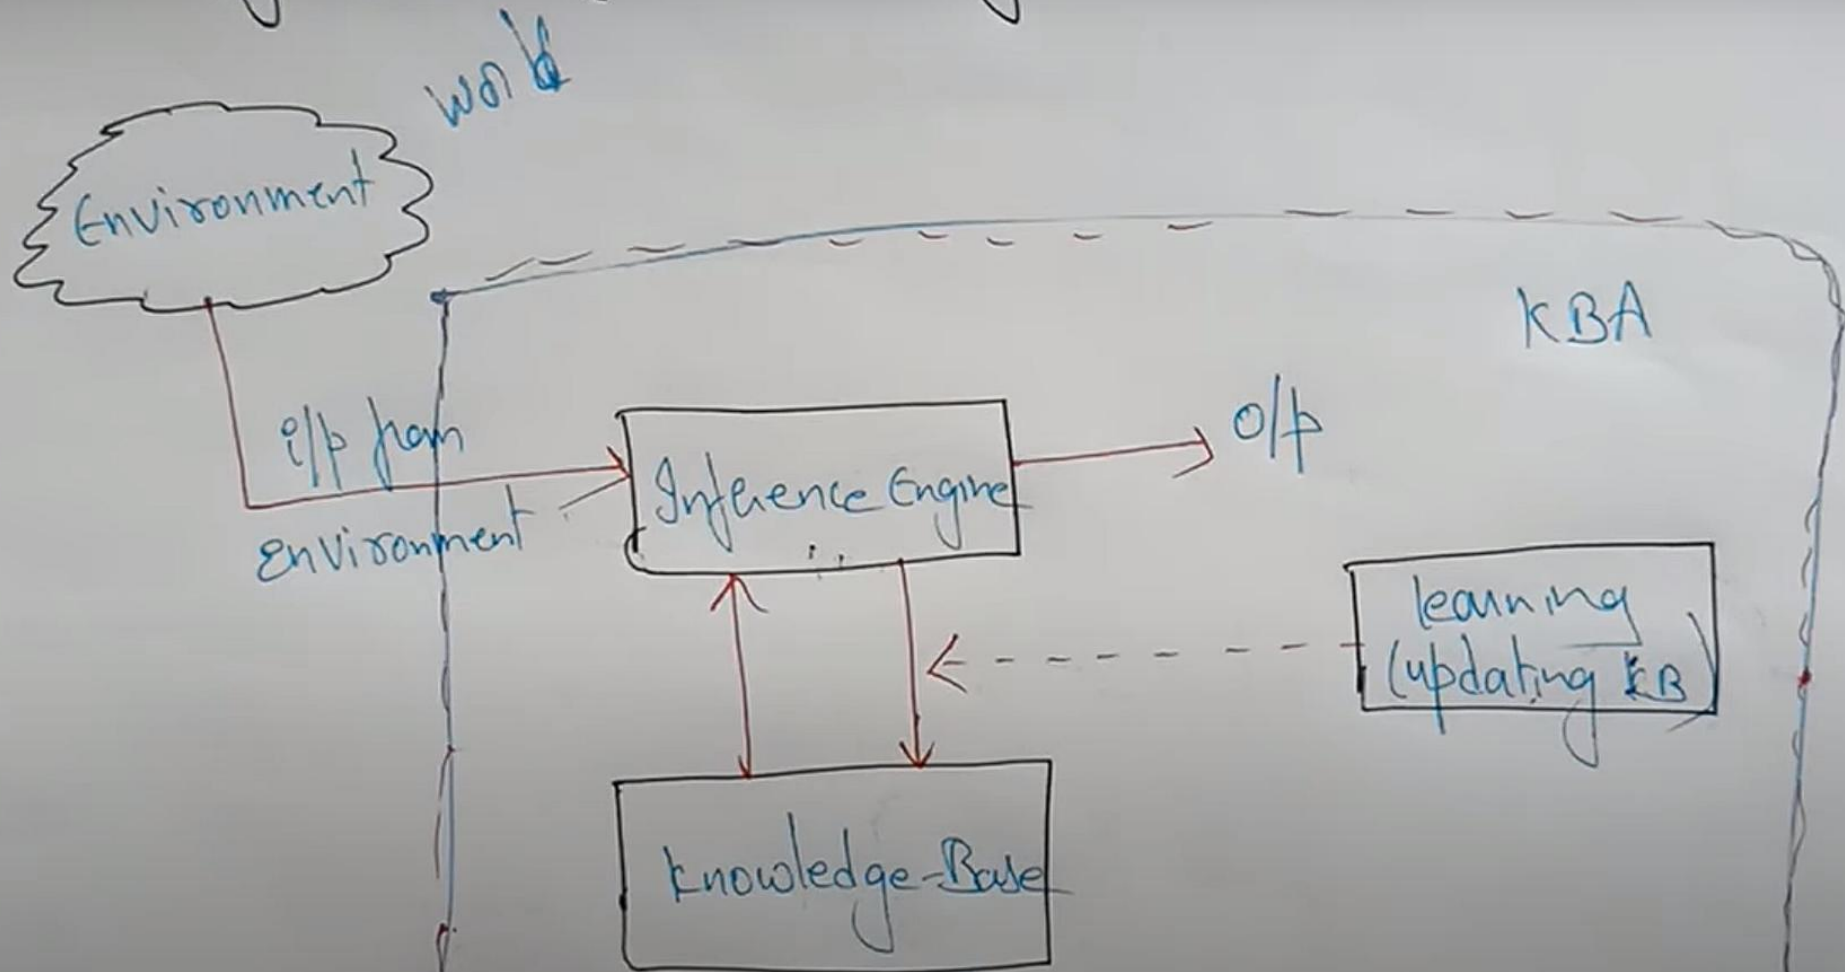 World
Environment
KBA
i/p from
environment
Inference Engine
o/p
learning
(updating KB)
Knowledge-Base